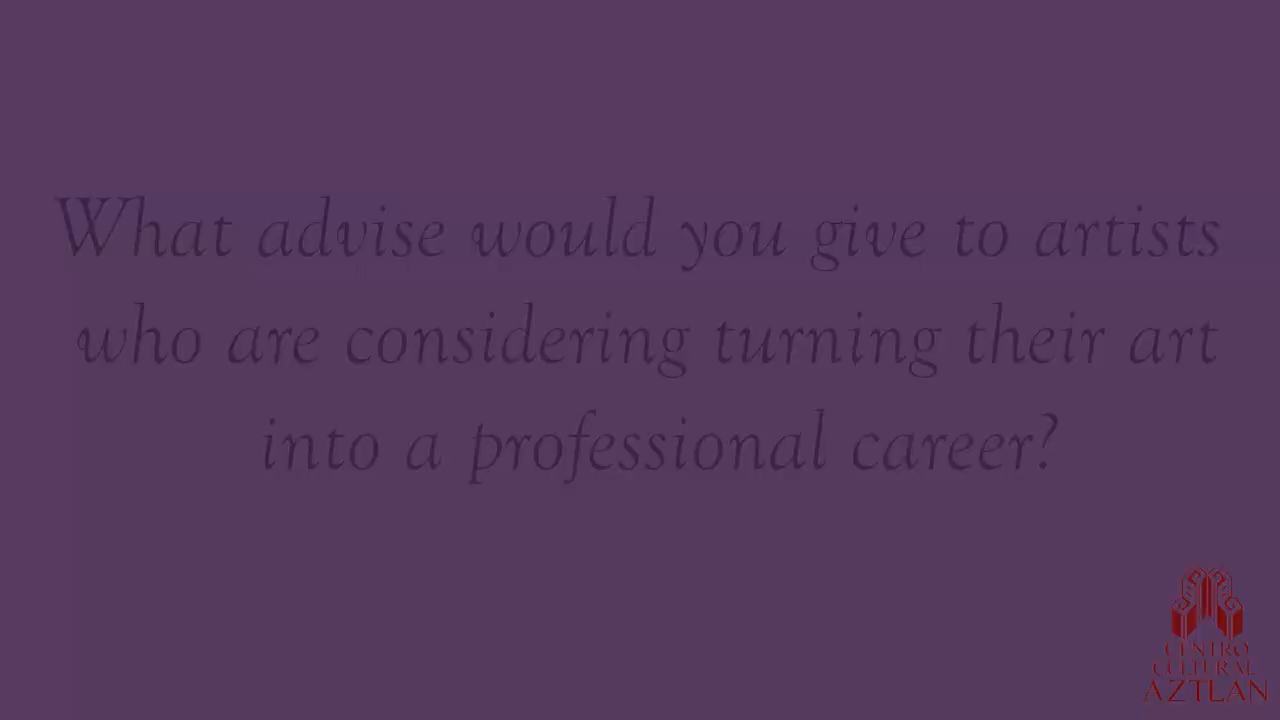 What advise would you give to artists
who are considering turning their art
into a professional career?
CENTRO
CULTURAL
AZTLAN